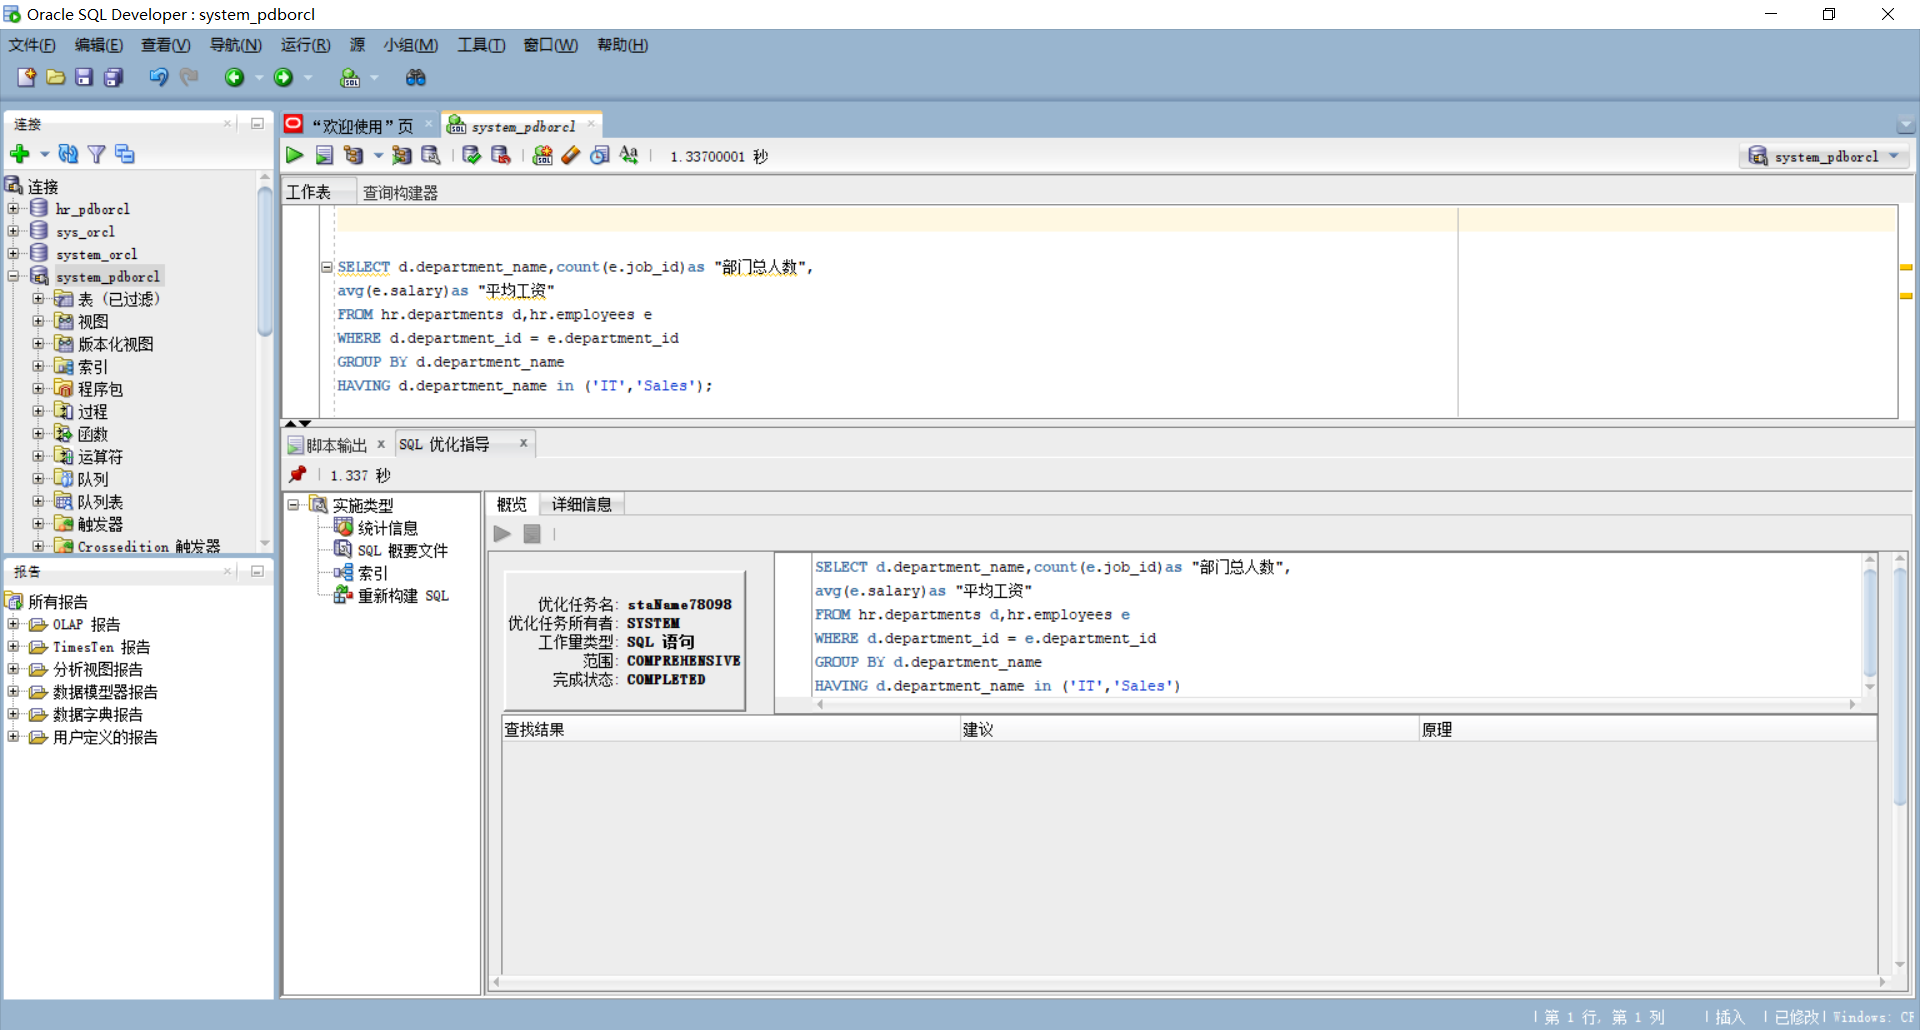 Oracle SQL Developer : system_pdborcl
文件(F) 编辑(E) 查看(V) 导航(N) 运行(R) 源 小组(M) 工具(T) 窗口(W) 帮助(H)
连接
连接
hr_pdborcl
sys_orcl
system_orcl
system_pdborcl
表 (已过滤)
视图
版本化视图
索引
程序包
过程
函数
运算符
队列
队列表
触发器
Crossedition 触发器
报告
所有报告
OLAP 报告
TimesTen 报告
分析视图报告
数据模型器报告
数据字典报告
用户定义的报告
“欢迎使用”页 system_pdborcl
1.33700001 秒 system_pdborcl
工作表 查询构建器
SELECT d.department_name,count(e.job_id)as "部门总人数",
avg(e.salary)as "平均工资"
FROM hr.departments d,hr.employees e
WHERE d.department_id = e.department_id
GROUP BY d.department_name
HAVING d.department_name in ('IT','Sales');
脚本输出 x SQL 优化指导 x
1.337 秒
实施类型
统计信息
SQL 概要文件
索引
重新构建 SQL
概览 详细信息
优化任务名: staName78098
优化任务所有者: SYSTEM
工作量类型: SQL 语句
范围: COMPREHENSIVE
完成状态: COMPLETED
SELECT d.department_name,count(e.job_id)as "部门总人数",
avg(e.salary)as "平均工资"
FROM hr.departments d,hr.employees e
WHERE d.department_id = e.department_id
GROUP BY d.department_name
HAVING d.department_name in ('IT','Sales')
查找结果 建议 原理
第 1 行, 第 1 列 | 插入 | 已修改| Windows: CF